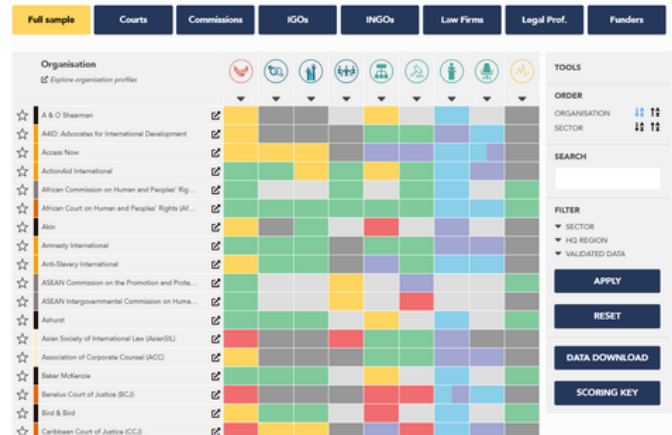 Full sample
Courts
Commissions
IGOs
INGOs
Law Firms
Legal Prof.
Funders
Organisation
Explore organisation profiles
A & O Shearman
A4ID: Advocates for International Development
Access Now
ActionAid International
African Commission on Human and Peoples' Rig...
African Court on Human and Peoples' Rights (Af...
Akin
Amnesty International
Anti-Slavery International
ASEAN Commission on the Promotion and Prote...
ASEAN Intergovernmental Commission on Huma...
Ashurst
Asian Society of International Law (AsianSIL)
Association of Corporate Counsel (ACC)
Baker McKenzie
Benelux Court of Justice (BCJ)
Bird & Bird
Caribbean Court of Justice (CCJ)
TOOLS
ORDER
ORGANISATION
SECTOR
SEARCH
FILTER
SECTOR
HQ REGION
VALIDATED DATA
APPLY
RESET
DATA DOWNLOAD
SCORING KEY